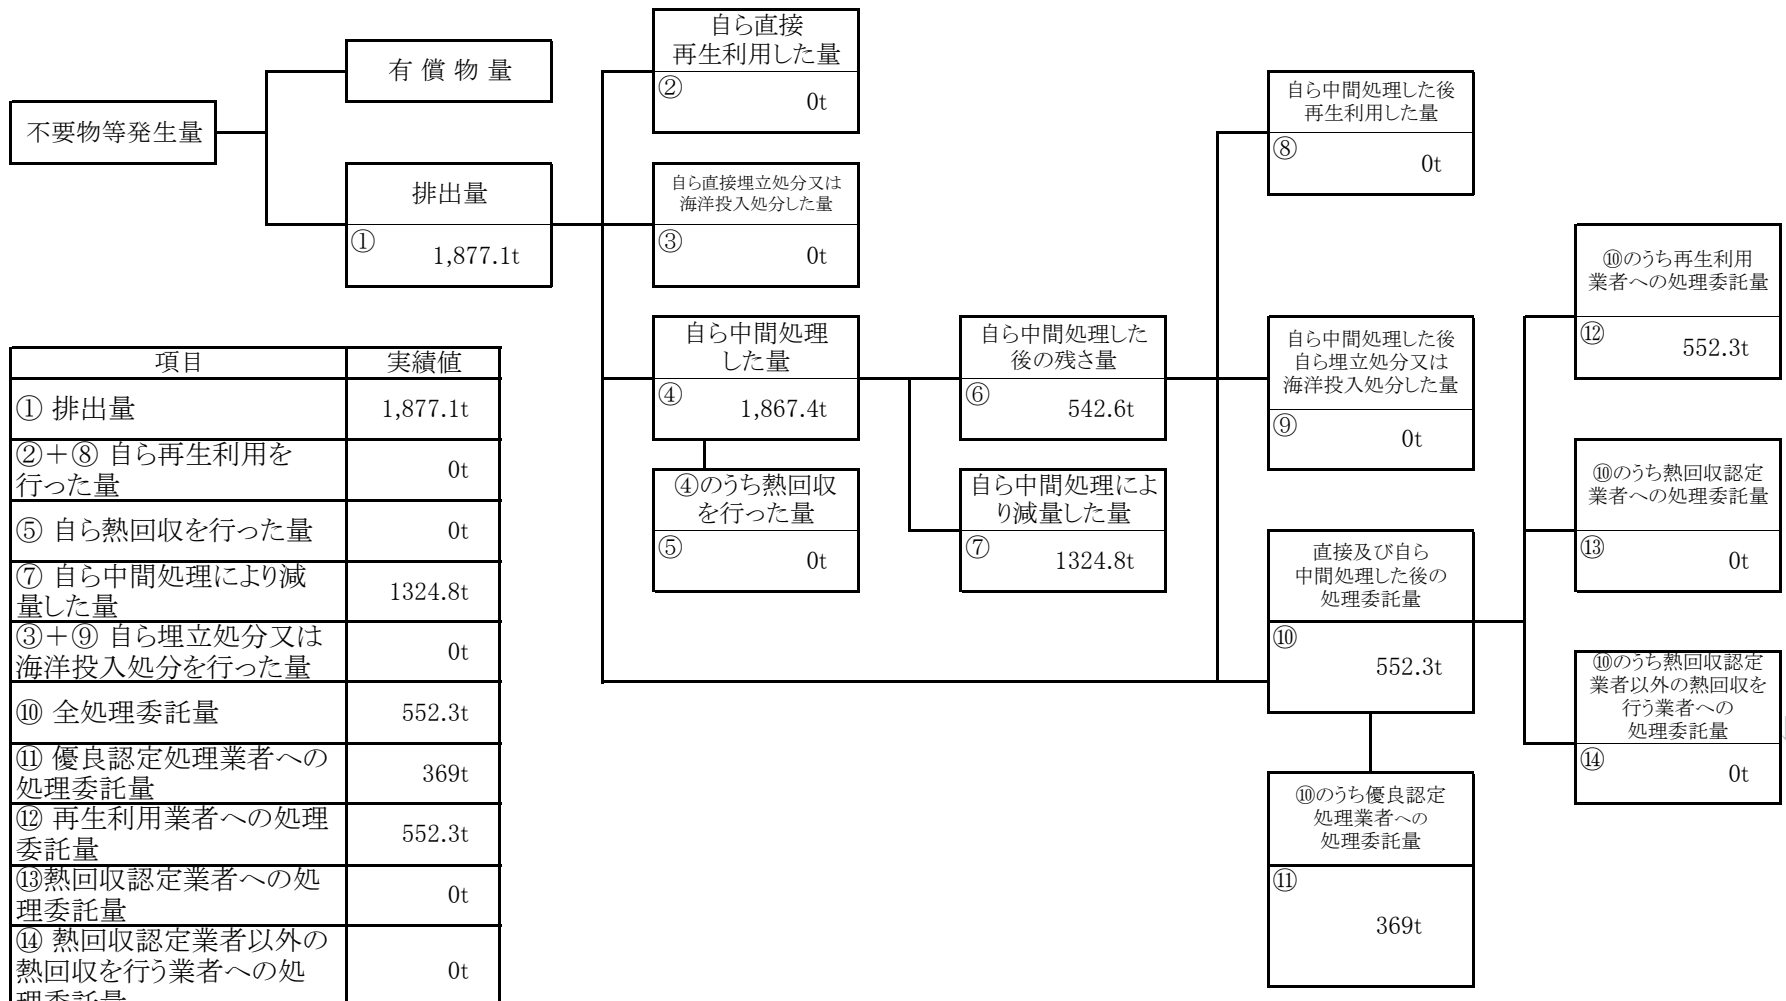 不要物等発生量
有償物量
排出量
①
1,877.1t
自ら直接
再生利用した量
②
0t
自ら直接埋立処分又は
海洋投入処分した量
③
0t
自ら中間処理
した量
④
1,867.4t
④のうち熱回収
を行った量
⑤
0t
自ら中間処理した
後の残さ量
⑥
542.6t
自ら中間処理によ
り減量した量
⑦
1324.8t
自ら中間処理した後
再生利用した量
⑧
0t
自ら中間処理した後
自ら埋立処分又は
海洋投入処分した量
⑨
0t
直接及び自ら
中間処理した後の
処理委託量
⑩
552.3t
⑩のうち優良認定
処理業者への
処理委託量
⑪
369t
⑩のうち再生利用
業者への処理委託量
⑫
552.3t
⑩のうち熱回収認定
業者への処理委託量
⑬
0t
⑩のうち熱回収認定
業者以外の熱回収を
行う業者への
処理委託量
⑭
0t
項目 実績値
① 排出量 1,877.1t
②+⑧ 自ら再生利用を
行った量 0t
⑤ 自ら熱回収を行った量 0t
⑦ 自ら中間処理により減
量した量 1324.8t
③+⑨ 自ら埋立処分又は
海洋投入処分を行った量 0t
⑩ 全処理委託量 552.3t
⑪ 優良認定処理業者への
処理委託量 369t
⑫ 再生利用業者への処理
委託量 552.3t
⑬熱回収認定業者への処
理委託量 0t
⑭ 熱回収認定業者以外の
熱回収を行う業者への処 0t
理委託量